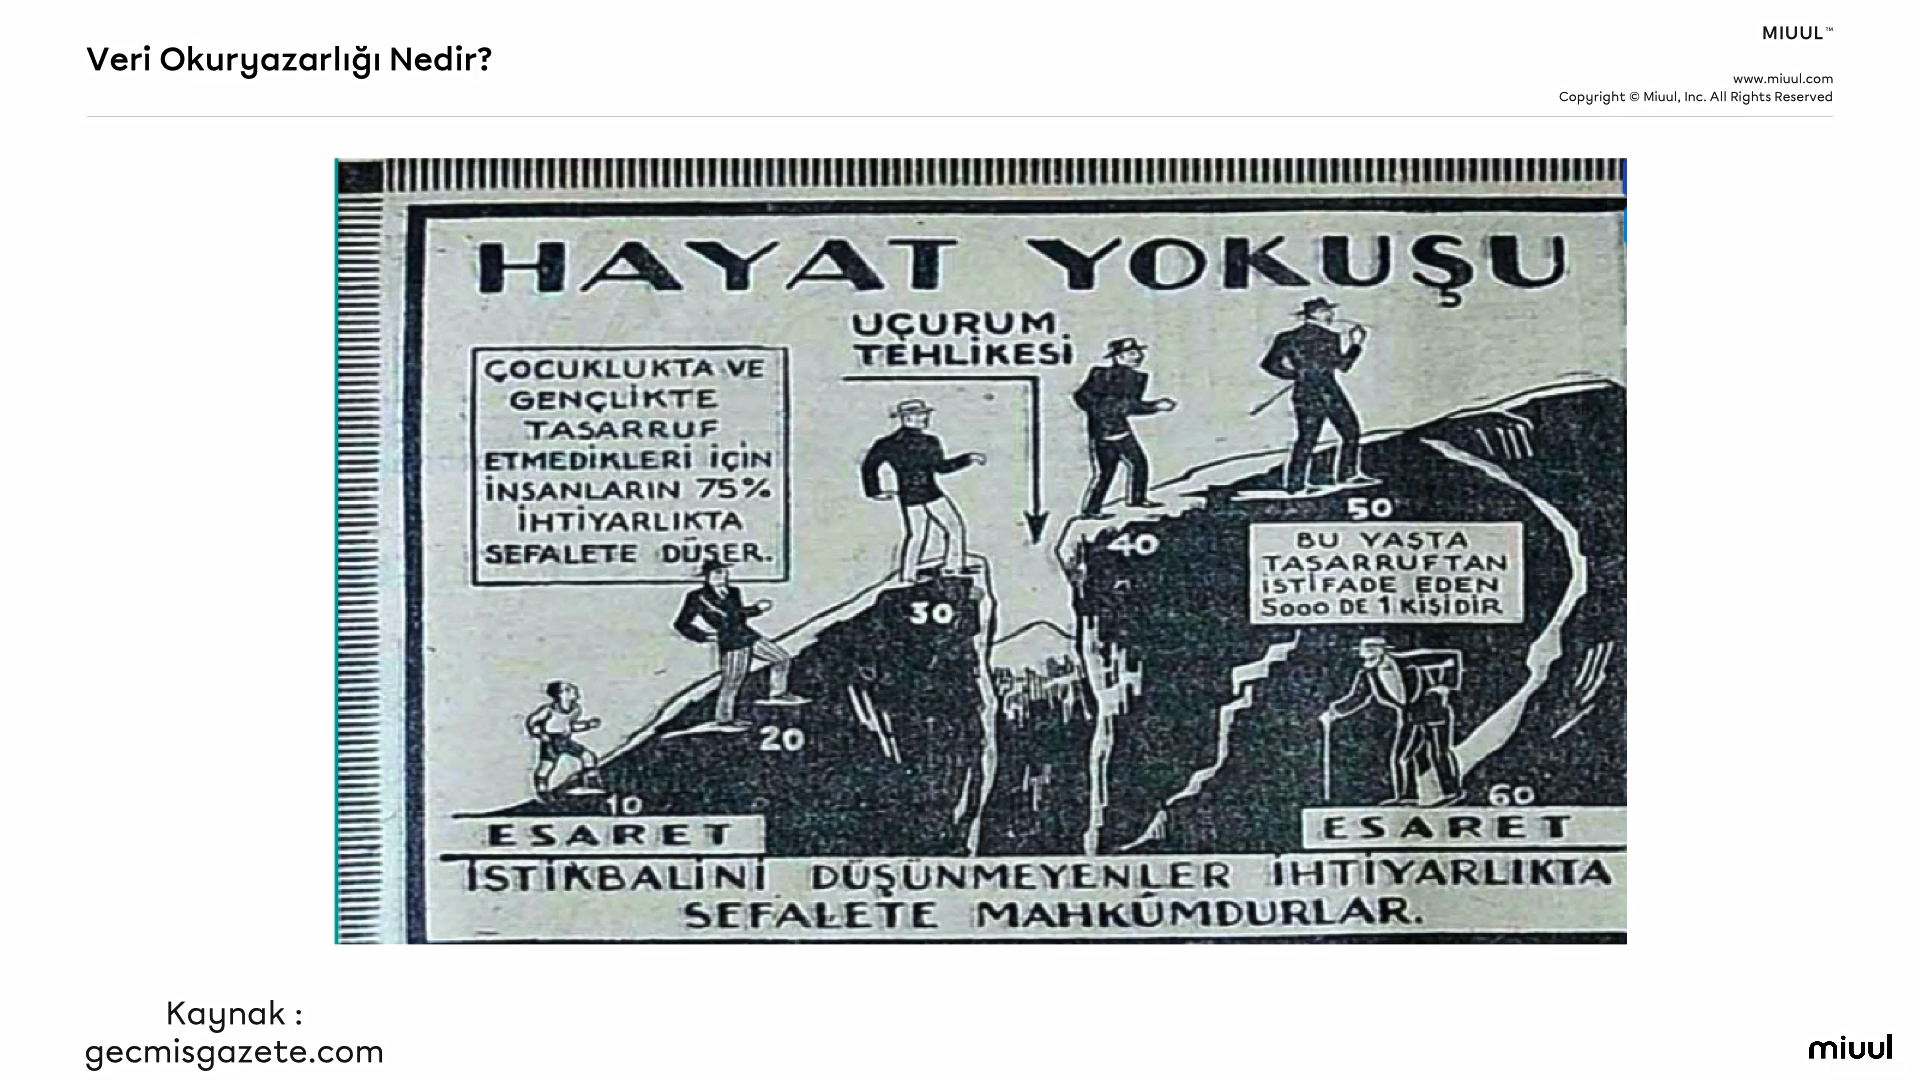 Veri Okuryazarlığı Nedir?
MIUUL™
www.miuul.com
Copyright © Miuul, Inc. All Rights Reserved
HAYAT YOKUŞU
UÇURUM
TEHLİKESİ
ÇOCUKLUKTA VE
GENÇLİKTE
TASARRUF
ETMEDİKLERİ İÇİN
İNSANLARIN 75%
İHTİYARLIKTA
SEFALETE DÜŞER.
50
40
BU YAŞTA
TASARRUFTAN
İSTİFADE EDEN
5000 DE 1 KİŞİDİR
30
20
10
60
ESARET
ESARET
İSTİKBALİNİ DÜŞÜNMEYENLER İHTİYARLIKTA
SEFALETE MAHKÛMDURLAR.
Kaynak :
gecmisgazete.com
miuul